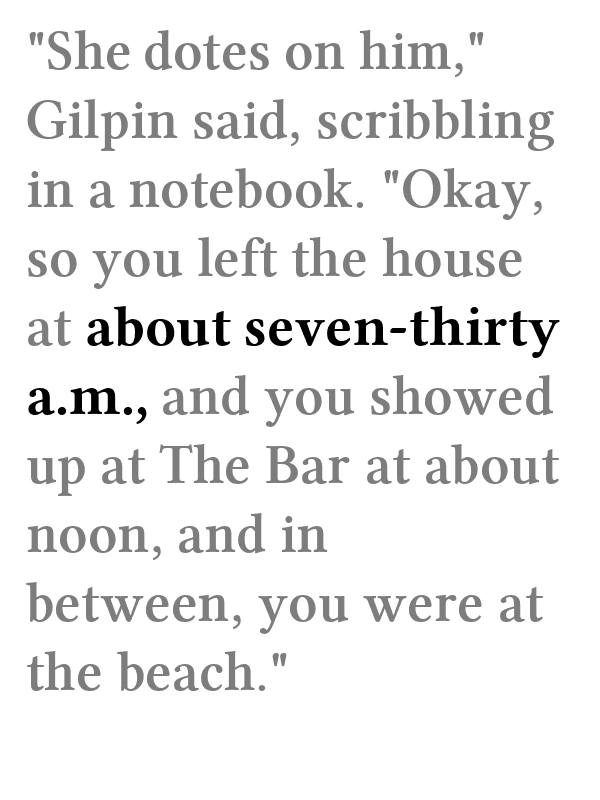 "She dotes on him,"
Gilpin said, scribbling
in a notebook. "Okay,
so you left the house
at about seven-thirty
a.m., and you showed
up at The Bar at about
noon, and in
between, you were at
the beach."